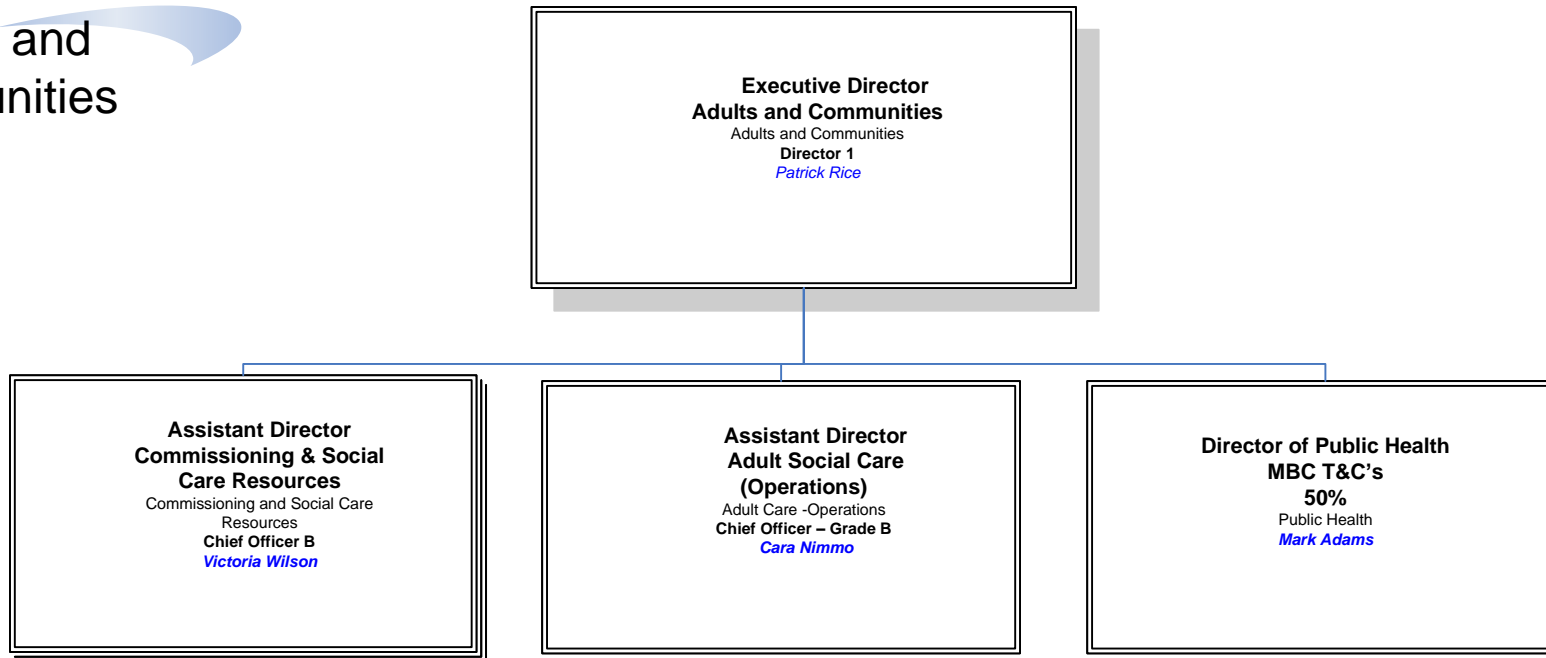 and
unities
Executive Director
Adults and Communities
Adults and Communities
Director 1
Patrick Rice
Assistant Director
Commissioning & Social
Care Resources
Commissioning and Social Care
Resources
Chief Officer B
Victoria Wilson
Assistant Director
Adult Social Care
(Operations)
Adult Care -Operations
Chief Officer – Grade B
Cara Nimmo
Director of Public Health
MBC T&C's
50%
Public Health
Mark Adams